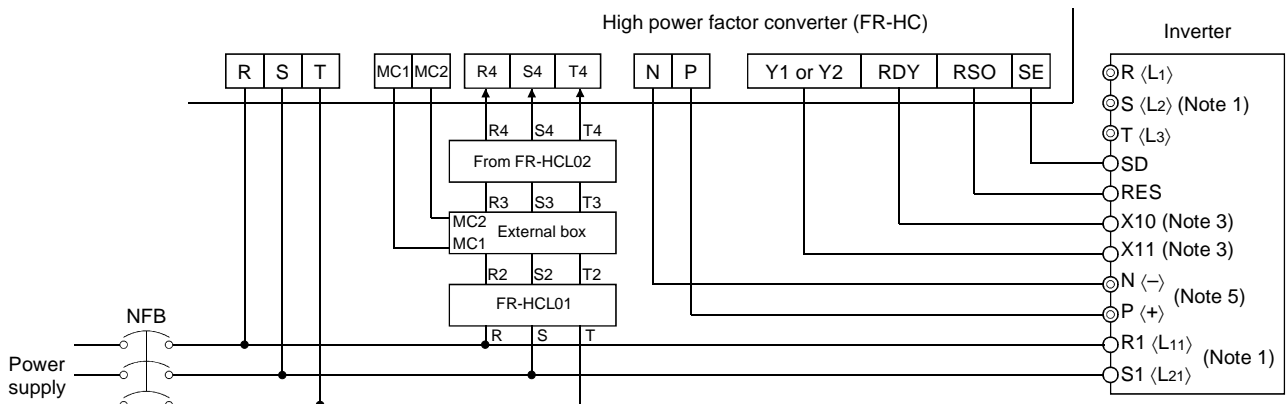 High power factor converter (FR-HC)
Inverter
R S T
MC1 MC2
R4 S4 T4
N P
Y1 or Y2 RDY RSO SE
R ⟨L1⟩
S ⟨L2⟩ (Note 1)
T ⟨L3⟩
SD
RES
X10 (Note 3)
X11 (Note 3)
N ⟨–⟩
P ⟨+⟩
(Note 5)
R1 ⟨L11⟩
S1 ⟨L21⟩
(Note 1)
R4 S4 T4
From FR-HCL02
R3 S3 T3
MC2
MC1
External box
R2 S2 T2
FR-HCL01
R S T
NFB
Power
supply